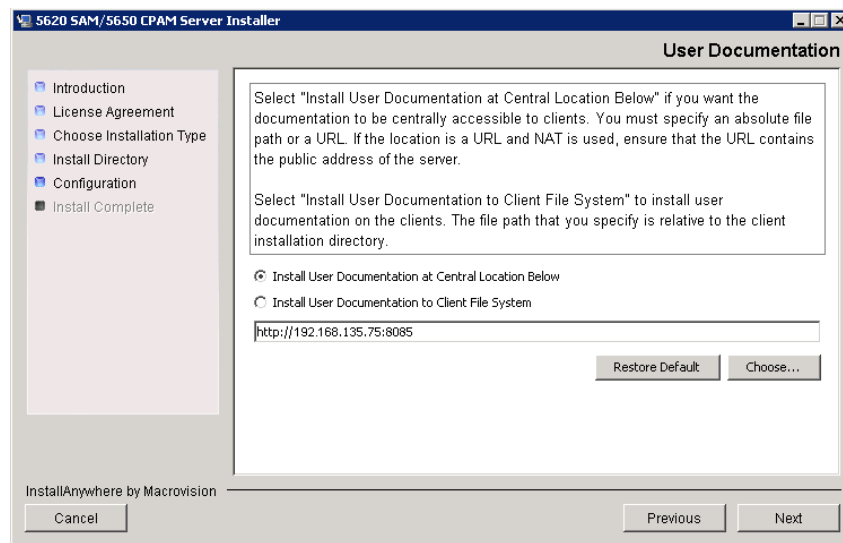 5620 SAM/5650 CPAM Server Installer
User Documentation
Introduction
License Agreement
Choose Installation Type
Install Directory
Configuration
Install Complete
Select "Install User Documentation at Central Location Below" if you want the
documentation to be centrally accessible to clients. You must specify an absolute file
path or a URL. If the location is a URL and NAT is used, ensure that the URL contains
the public address of the server.
Select "Install User Documentation to Client File System" to install user
documentation on the clients. The file path that you specify is relative to the client
installation directory.
Install User Documentation at Central Location Below
Install User Documentation to Client File System
http://192.168.135.75:8085
Restore Default
Choose...
InstallAnywhere by Macrovision
Cancel
Previous
Next